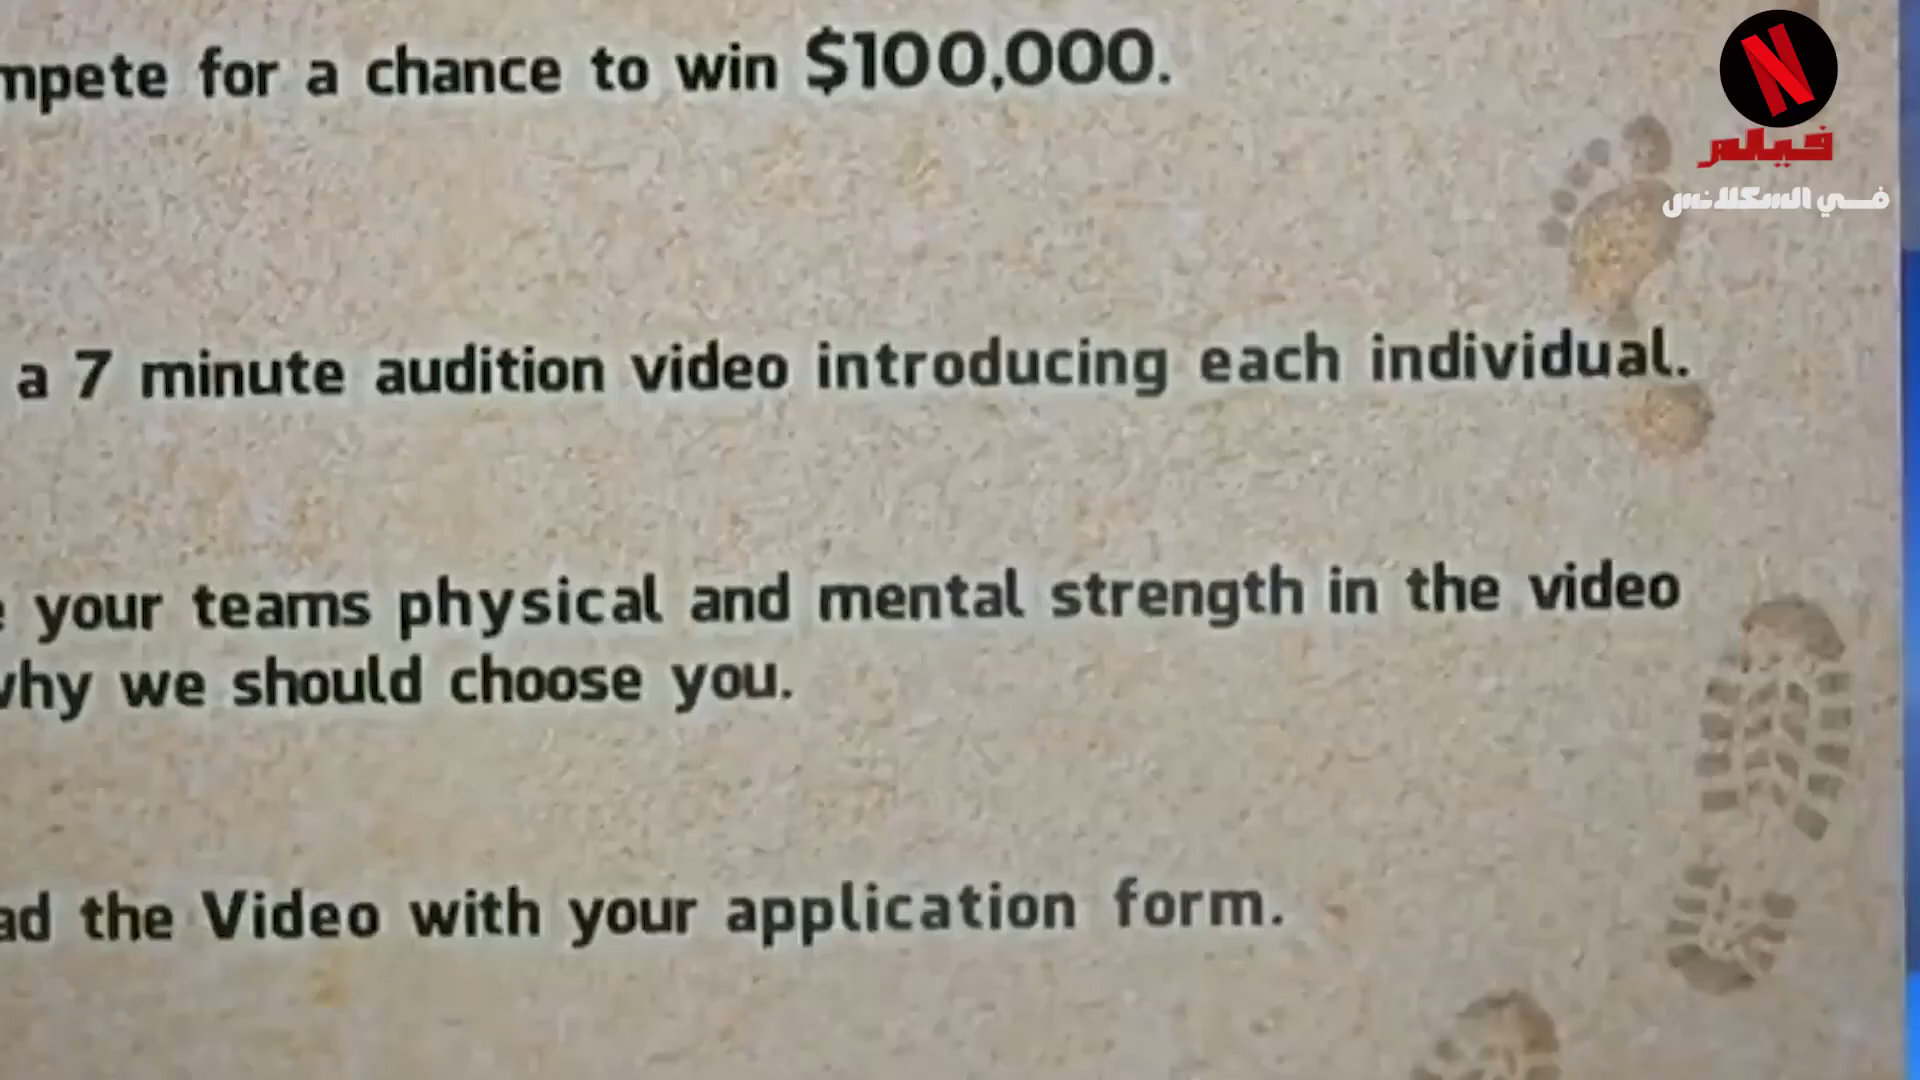 mpete for a chance to win $100,000.
N
فيلم
في السكلانس
a 7 minute audition video introducing each individual.
your teams physical and mental strength in the video
why we should choose you.
ad the Video with your application form.